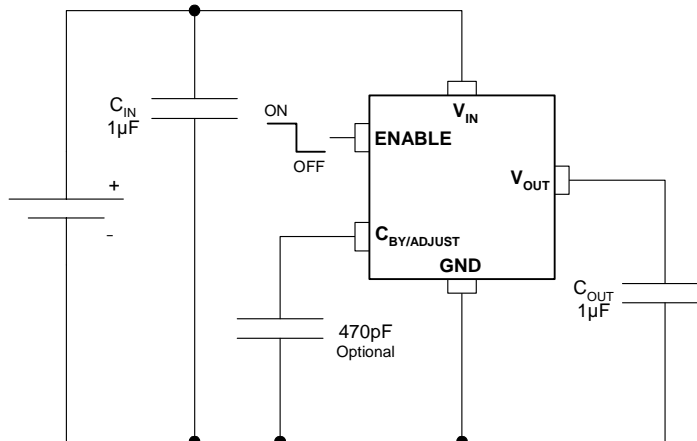 C_IN
1µF
+
-
ON
OFF
V_IN
ENABLE
V_OUT
C_BY/ADJUST
GND
470pF
Optional
C_OUT
1µF